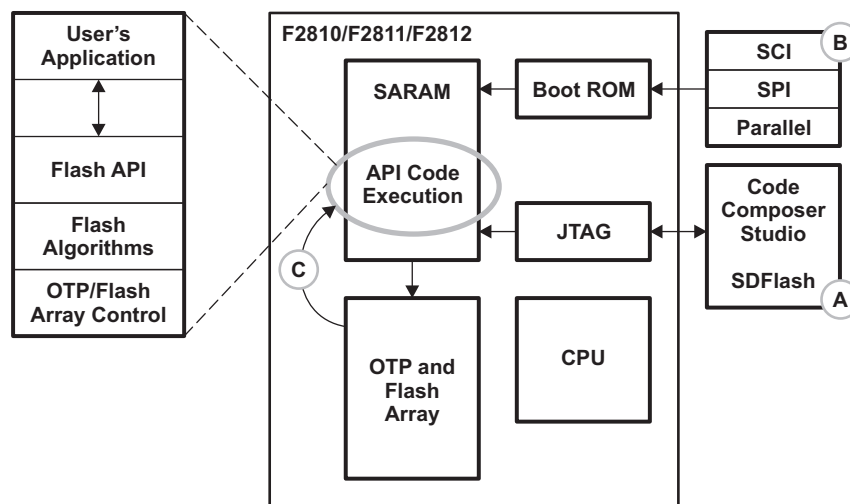 User's
Application
Flash API
Flash
Algorithms
OTP/Flash
Array Control
F2810/F2811/F2812
SARAM
API Code
Execution
C
OTP and
Flash
Array
Boot ROM
JTAG
CPU
B
SCI
SPI
Parallel
Code
Composer
Studio
SDFlash
A